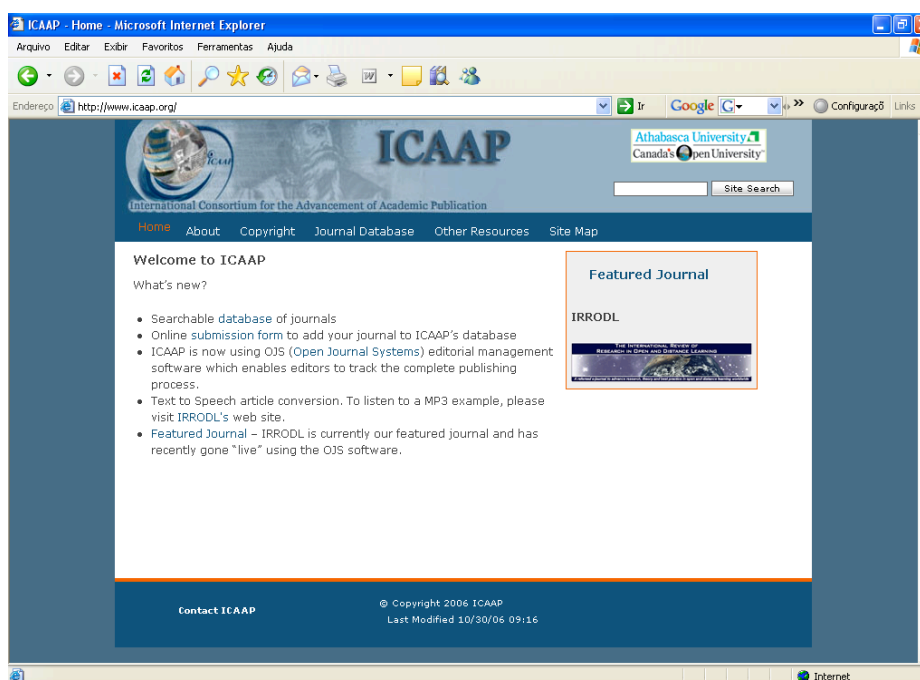 ICAAP - Home - Microsoft Internet Explorer
Arquivo Editar Exibir Favoritos Ferramentas Ajuda
Endereço http://www.icaap.org/ Ir Google G Configuraçõ Links
ICAAP
Athabasca University
Canada's Open University
Site Search
International Consortium for the Advancement of Academic Publication
Home About Copyright Journal Database Other Resources Site Map
Welcome to ICAAP
What's new?
• Searchable database of journals
• Online submission form to add your journal to ICAAP's database
• ICAAP is now using OJS (Open Journal Systems) editorial management
software which enables editors to track the complete publishing
process.
• Text to Speech article conversion. To listen to a MP3 example, please
visit IRRODL's web site.
• Featured Journal – IRRODL is currently our featured journal and has
recently gone "live" using the OJS software.
Featured Journal
IRRODL
The International Review of
Research in Open and Distance Learning
Contact ICAAP
© Copyright 2006 ICAAP
Last Modified 10/30/06 09:16
Internet